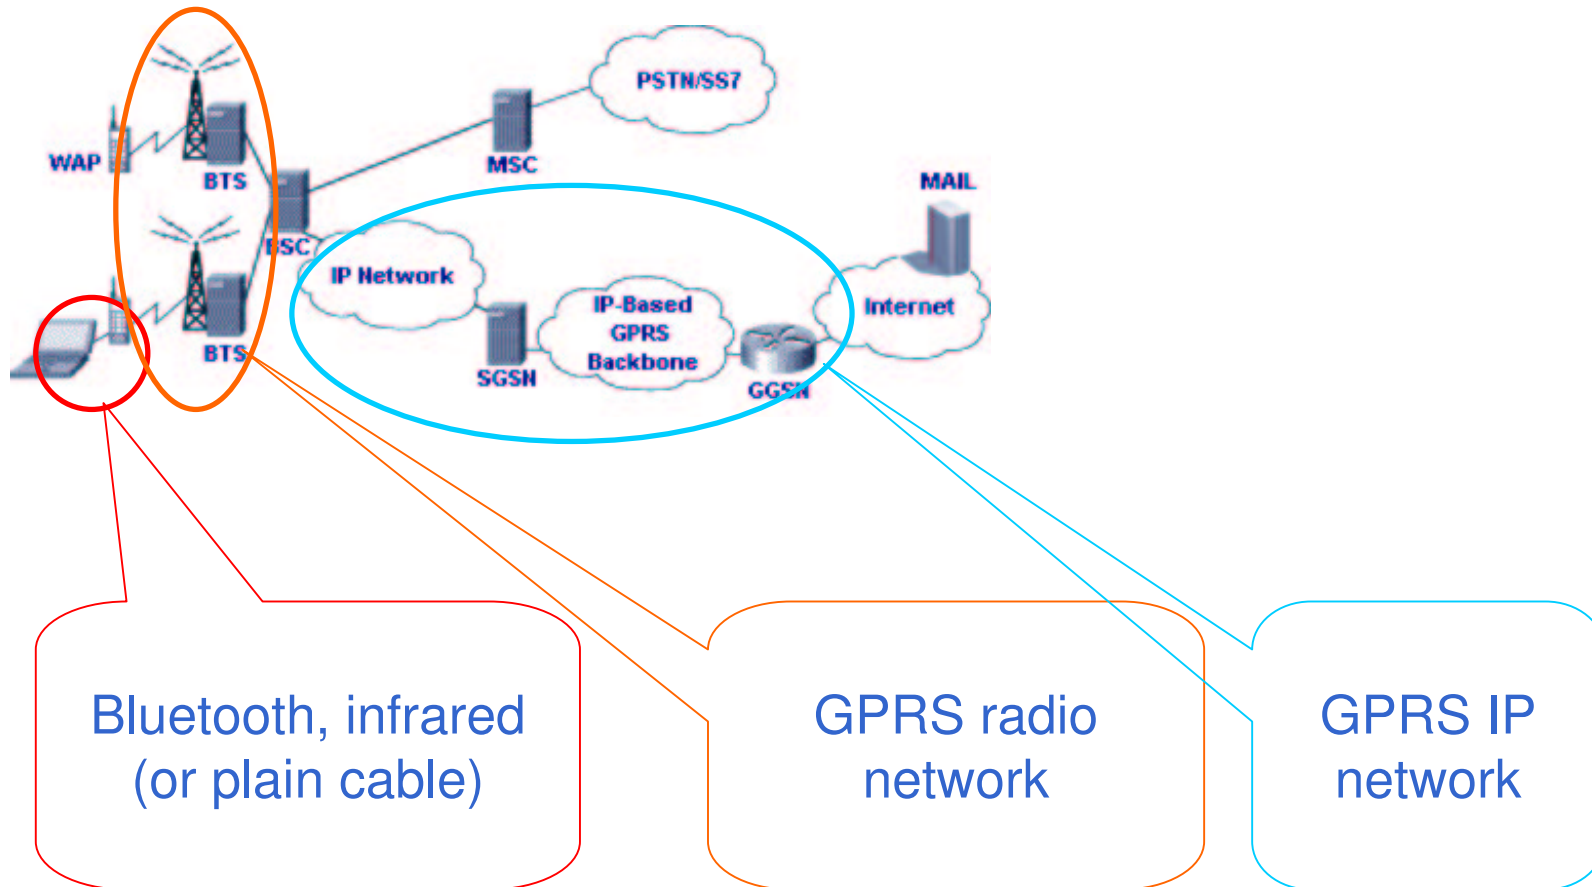 PSTN/SS7
WAP
BTS
MSC
MAIL
BSC
IP Network
Internet
IP-Based
GPRS
Backbone
BTS
SGSN
GGSN
Bluetooth, infrared
(or plain cable)
GPRS radio
network
GPRS IP
network